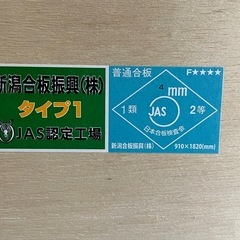 新潟合板振興(株)
タイプ1
JAS認定工場
普通合板
F★★★★
4mm
1類
JAS
2等
日本合板検査会
新潟合板振興(株)
910×1820(mm)